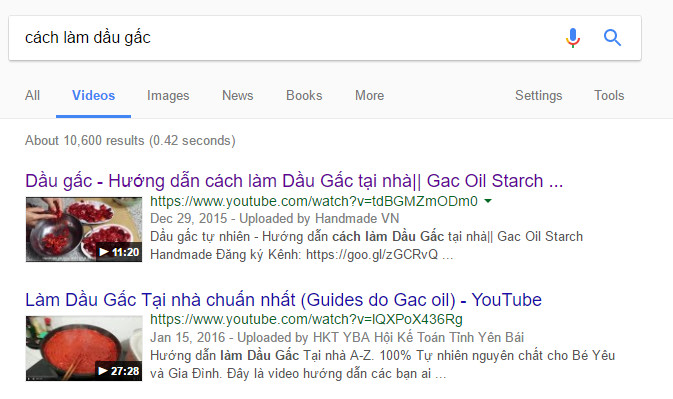 cách làm dầu gấc
All Videos Images News Books More Settings Tools
About 10,600 results (0.42 seconds)
Dầu gấc - Hướng dẫn cách làm Dầu Gấc tại nhà|| Gac Oil Starch ...
https://www.youtube.com/watch?v=tdBGMZmODm0
Dec 29, 2015 - Uploaded by Handmade VN
Dầu gấc tự nhiên - Hướng dẫn cách làm Dầu Gấc tại nhà|| Gac Oil Starch
Handmade Đăng ký Kênh: https://goo.gl/zGCRvQ ...
11:20
Làm Dầu Gấc Tại nhà chuẩn nhất (Guides do Gac oil) - YouTube
https://www.youtube.com/watch?v=lQXPoX436Rg
Jan 15, 2016 - Uploaded by HKT YBA Hội Kế Toán Tỉnh Yên Bái
Hướng dẫn làm Dầu Gấc Tại nhà A-Z. 100% Tự nhiên nguyên chất cho Bé Yêu
và Gia Đình. Đây là video hướng dẫn các bạn ai ...
27:28